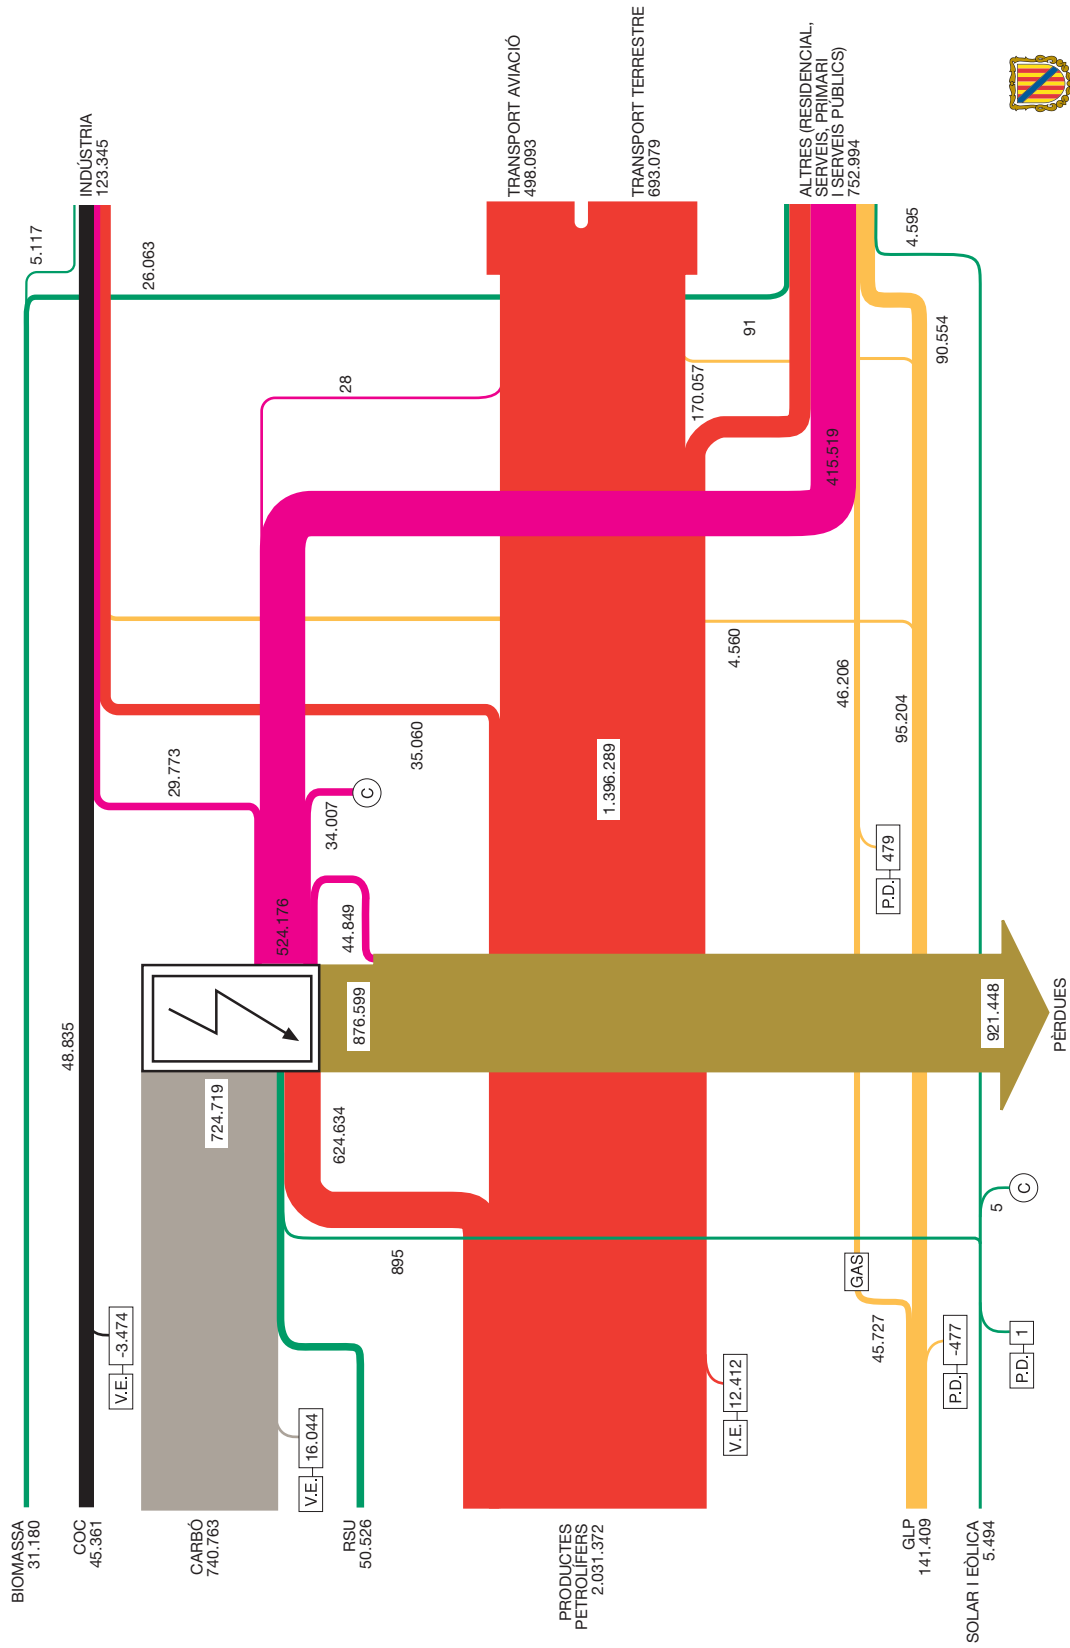 BIOMASSA
31.180
COC
45.361
CARBÓ
740.763
RSU
50.526
PRODUCTES
PETROLÍFERS
2.031.372
GLP
141.409
SOLAR I EÒLICA
5.494
V.E.
-3.474
V.E.
16.044
V.E.
12.412
P.D.
-477
P.D.
1
45.727
GAS
895
5
C
48.835
724.719
624.634
876.599
921.448
PÈRDUES
524.176
44.849
34.007
C
P.D.
479
29.773
35.060
1.396.289
4.560
46.206
95.204
28
415.519
170.057
91
90.554
5.117
26.063
4.595
INDÚSTRIA
123.345
TRANSPORT AVIACIÓ
498.093
TRANSPORT TERRESTRE
693.079
ALTRES (RESIDENCIAL,
SERVEIS, PRIMARI
I SERVEIS PÚBLICS)
752.994